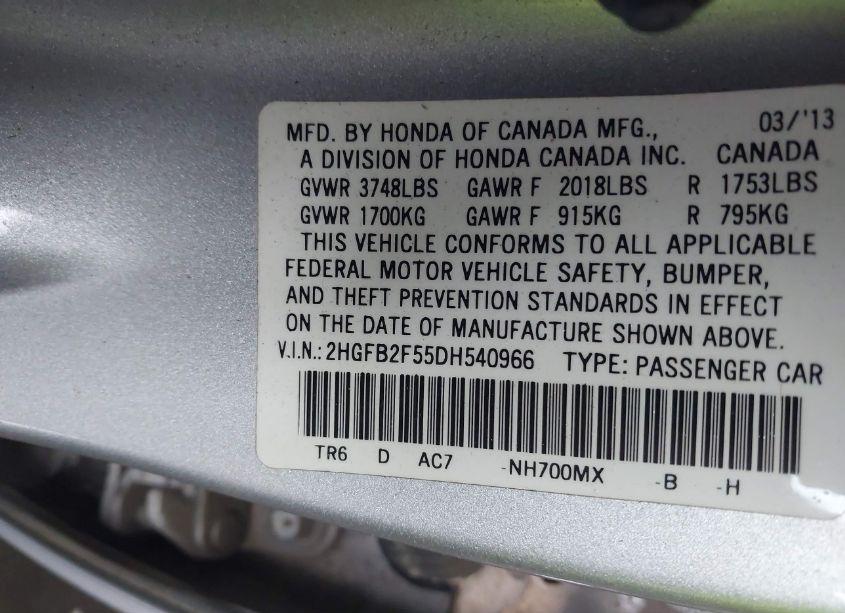 MFD. BY HONDA OF CANADA MFG., 03/'13
A DIVISION OF HONDA CANADA INC. CANADA
GVWR 3748LBS GAWR F 2018LBS R 1753LBS
GVWR 1700KG GAWR F 915KG R 795KG
THIS VEHICLE CONFORMS TO ALL APPLICABLE
FEDERAL MOTOR VEHICLE SAFETY, BUMPER,
AND THEFT PREVENTION STANDARDS IN EFFECT
ON THE DATE OF MANUFACTURE SHOWN ABOVE.
V.I.N.: 2HGFB2F55DH540966 TYPE: PASSENGER CAR
TR6 D AC7 -NH700MX -B -H